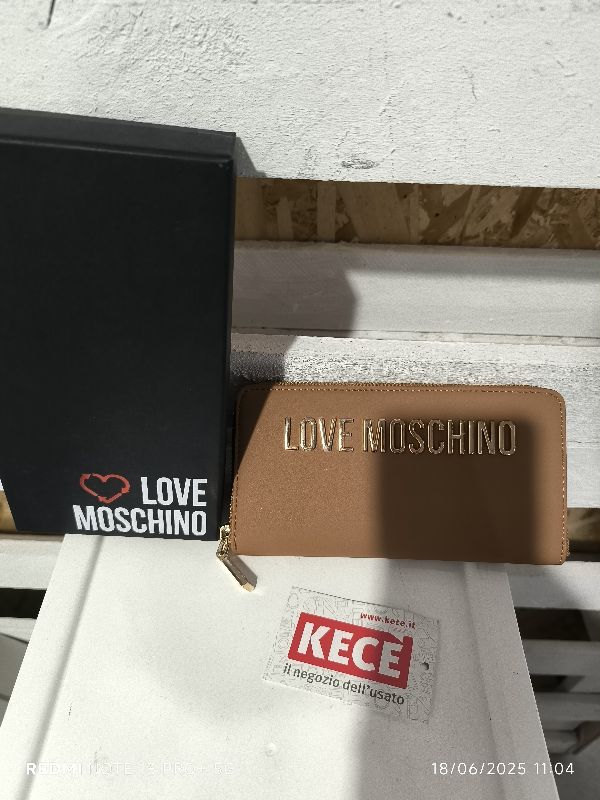 LOVE MOSCHINO
LOVE
MOSCHINO
www.kece.it
KECE
il negozio dell'usato
REDMI NOTE 13 PRO+ 5G
18/06/2025 11:04